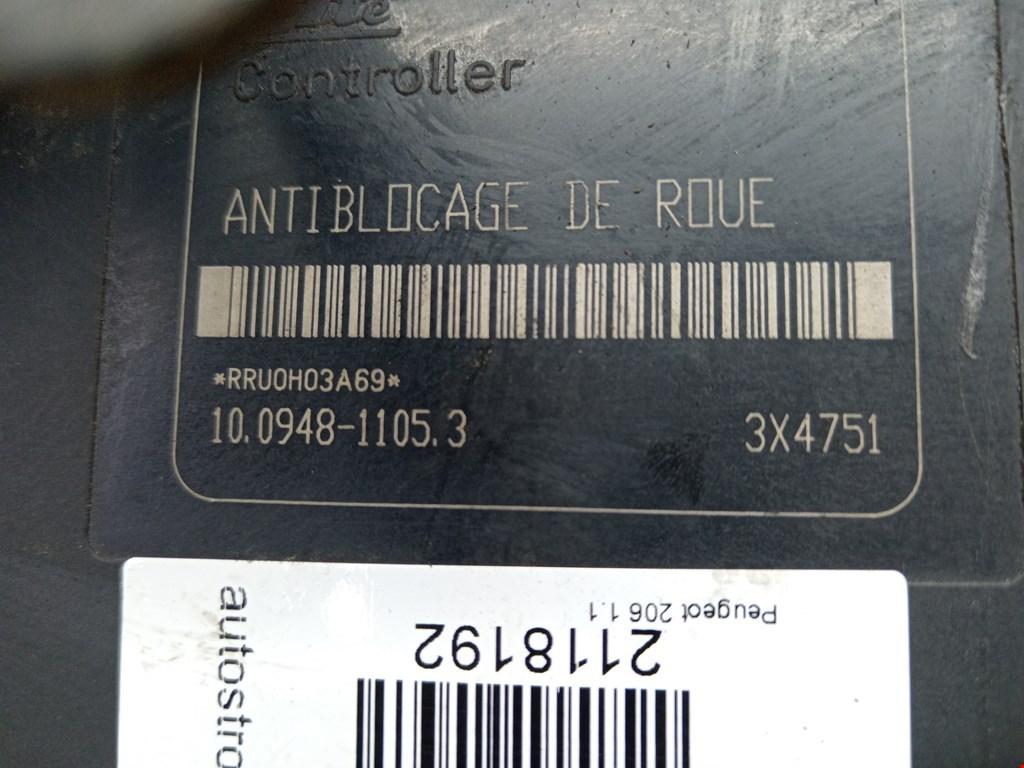 Controller
ANTIBLOCAGE DE ROUE
*RRU0H03A69*
10.0948-1105.3
3X4751
Peugeot 206 1.1
2118192